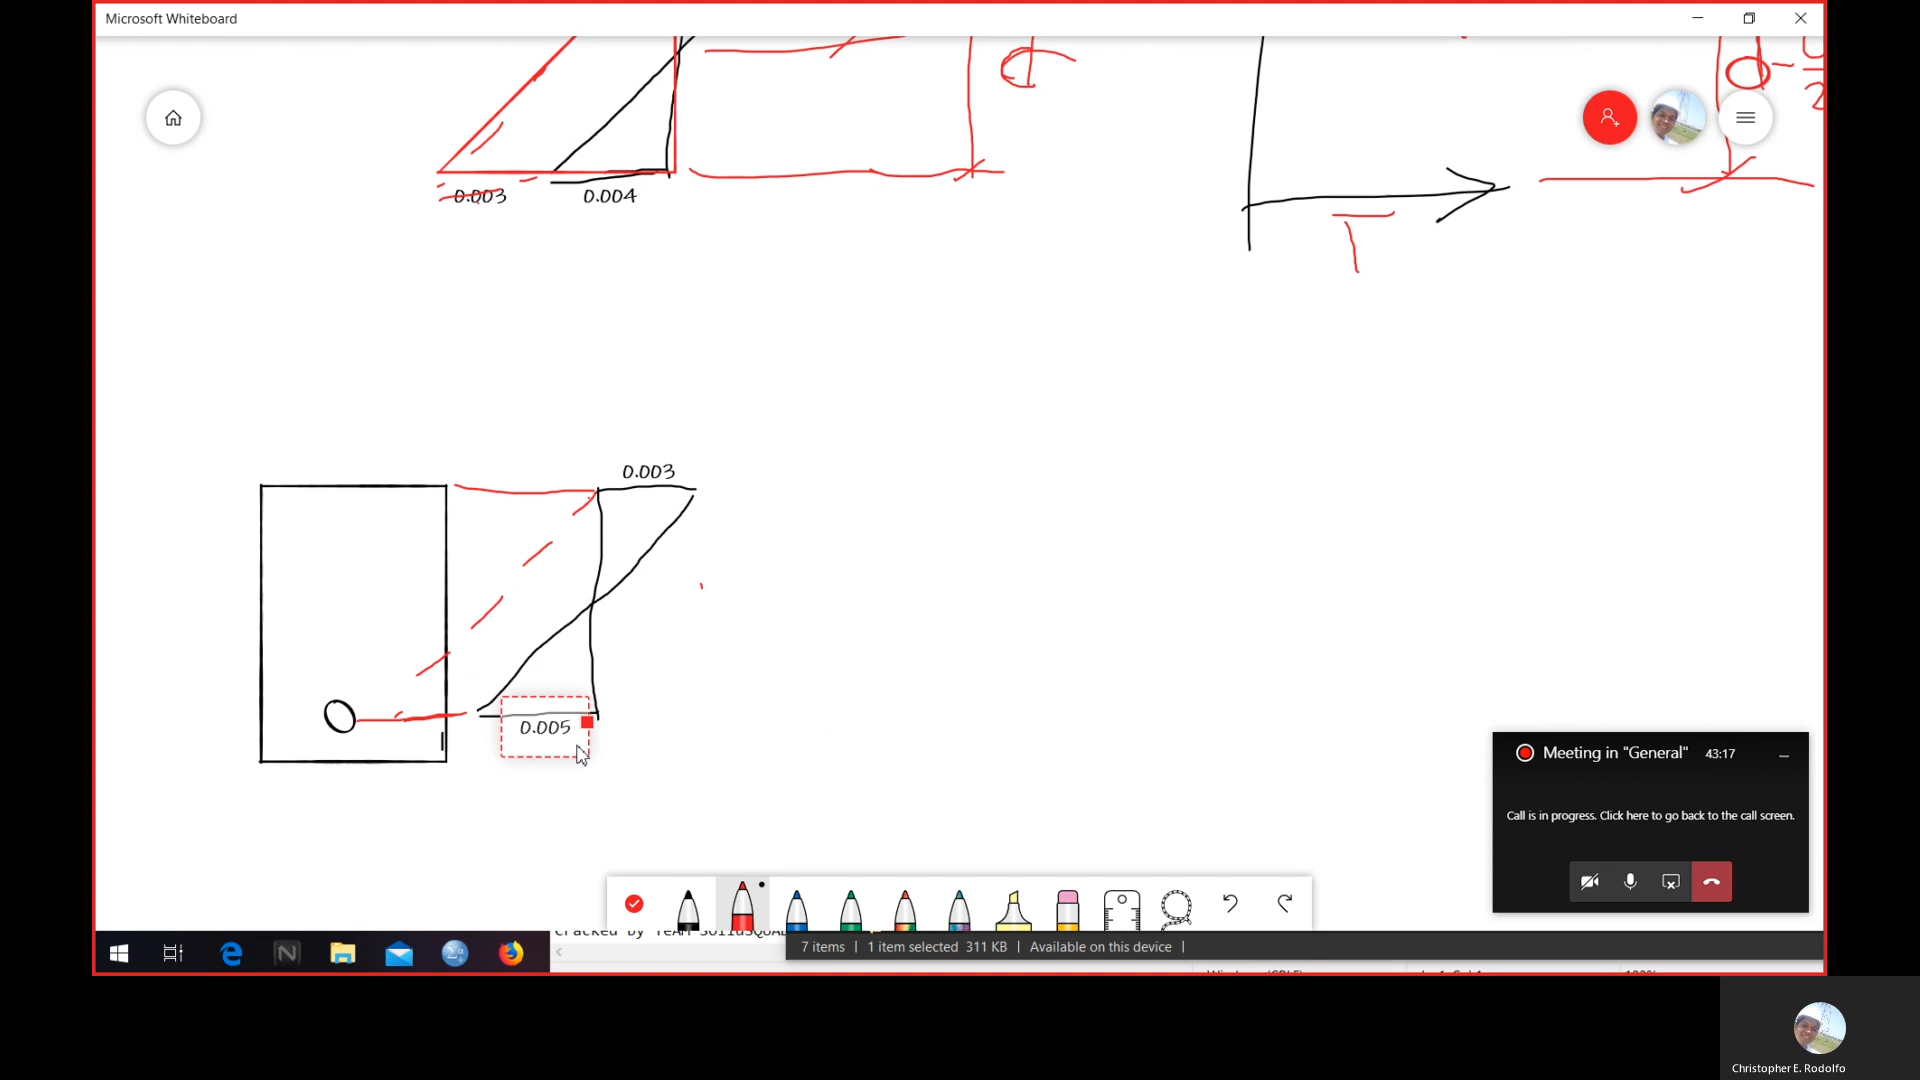 Microsoft Whiteboard
d
d-
2
0.003 0.004
T
0.003
0.005
Meeting in "General" 43:17
Call is in progress. Click here to go back to the call screen.
7 items | 1 item selected 311 KB | Available on this device |
Christopher E. Rodolfo